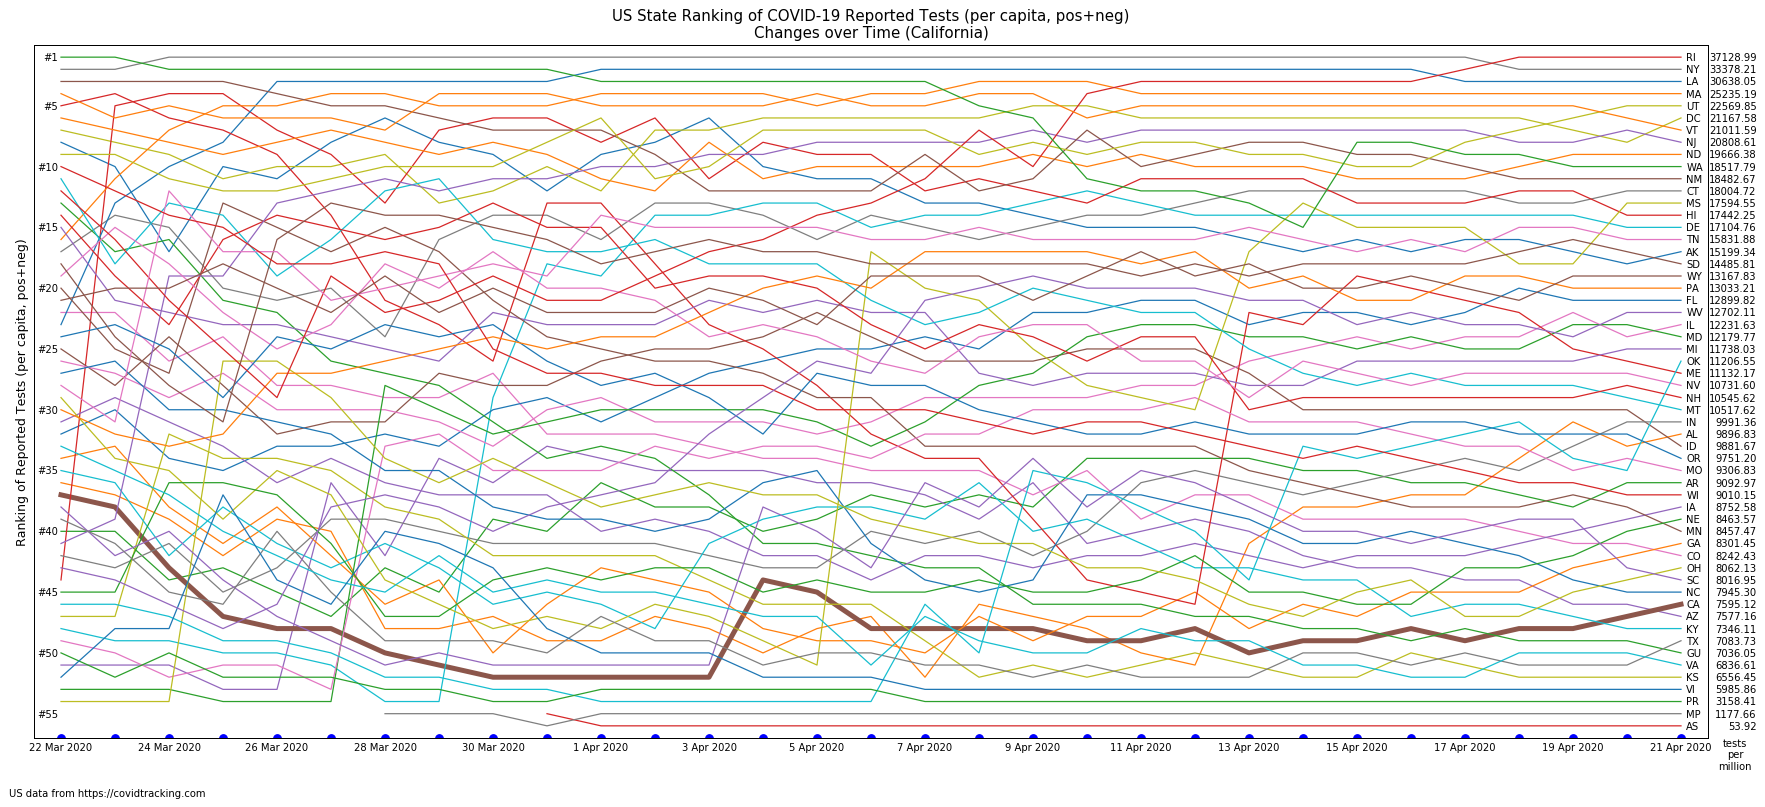 US State Ranking of COVID-19 Reported Tests (per capita, pos+neg)
Changes over Time (California)
Ranking of Reported Tests (per capita, pos+neg)
#1
#5
#10
#15
#20
#25
#30
#35
#40
#45
#50
#55
RI 37128.99
NY 33378.21
LA 30638.05
MA 25235.19
UT 22569.85
DC 21167.58
VT 21011.59
NJ 20808.61
ND 19666.38
WA 18517.79
NM 18482.67
CT 18004.72
MS 17594.55
HI 17442.25
DE 17104.76
TN 15831.88
AK 15199.34
SD 14485.81
WY 13167.83
PA 13033.21
FL 12899.82
WV 12702.11
IL 12231.63
MD 12179.77
MI 11738.03
OK 11206.55
ME 11132.17
NV 10731.60
NH 10545.62
MT 10517.62
IN 9991.36
AL 9896.83
ID 9881.67
OR 9751.20
MO 9306.83
AR 9092.97
WI 9010.15
IA 8752.58
NE 8463.57
MN 8457.47
GA 8301.45
CO 8242.43
OH 8062.13
SC 8016.95
NC 7945.30
CA 7595.12
AZ 7577.16
KY 7346.11
TX 7083.73
GU 7036.05
VA 6836.61
KS 6556.45
VI 5985.86
PR 3158.41
MP 1177.66
AS 53.92
22 Mar 2020 24 Mar 2020 26 Mar 2020 28 Mar 2020 30 Mar 2020 1 Apr 2020 3 Apr 2020 5 Apr 2020 7 Apr 2020 9 Apr 2020 11 Apr 2020 13 Apr 2020 15 Apr 2020 17 Apr 2020 19 Apr 2020 21 Apr 2020
tests
per
million
US data from https://covidtracking.com